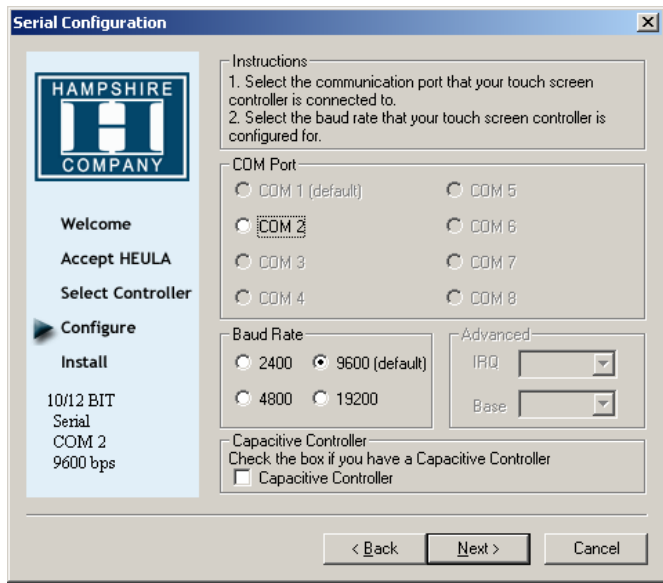 Serial Configuration
HAMPSHIRE
H
COMPANY
Welcome
Accept HEULA
Select Controller
Configure
Install
10/12 BIT
Serial
COM 2
9600 bps
Instructions
1. Select the communication port that your touch screen
controller is connected to.
2. Select the baud rate that your touch screen controller is
configured for.
COM Port
COM 1 (default)
COM 5
COM 2
COM 6
COM 3
COM 7
COM 4
COM 8
Baud Rate
2400
9600 (default)
4800
19200
Advanced
IRQ
Base
Capacitive Controller
Check the box if you have a Capacitive Controller
Capacitive Controller
< Back
Next >
Cancel